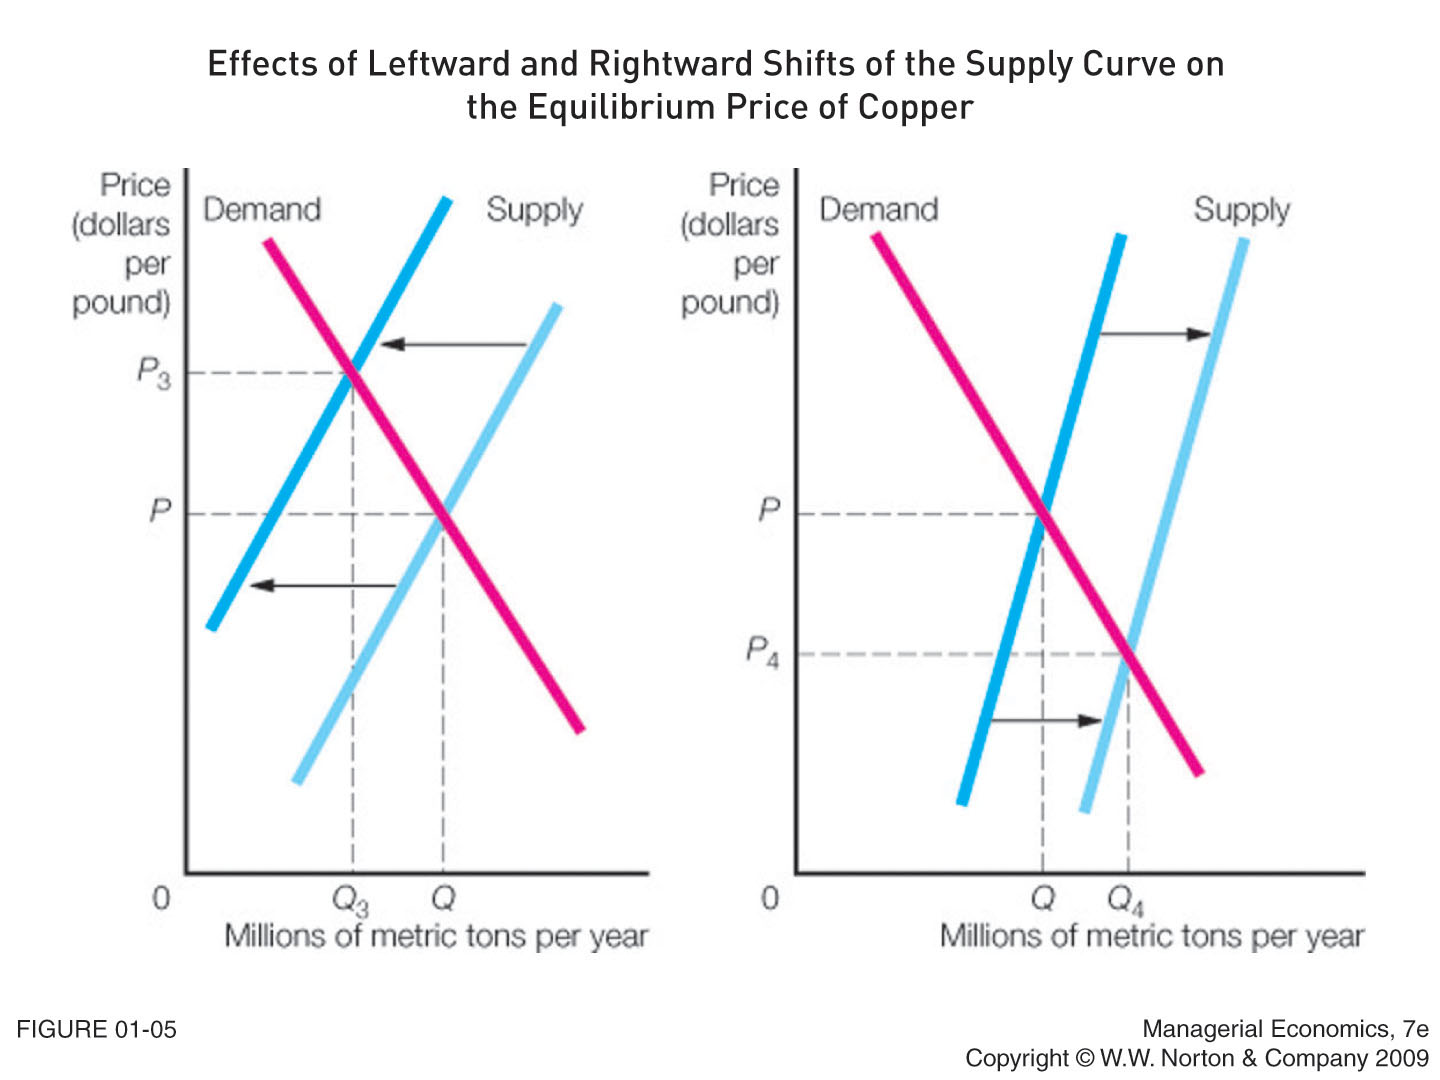 Effects of Leftward and Rightward Shifts of the Supply Curve on
the Equilibrium Price of Copper
Price
(dollars
per
pound)
Demand
Supply
P3
P
0
Q3
Q
Millions of metric tons per year
Price
(dollars
per
pound)
Demand
Supply
P
P4
0
Q
Q4
Millions of metric tons per year
FIGURE 01-05
Managerial Economics, 7e
Copyright © W.W. Norton & Company 2009